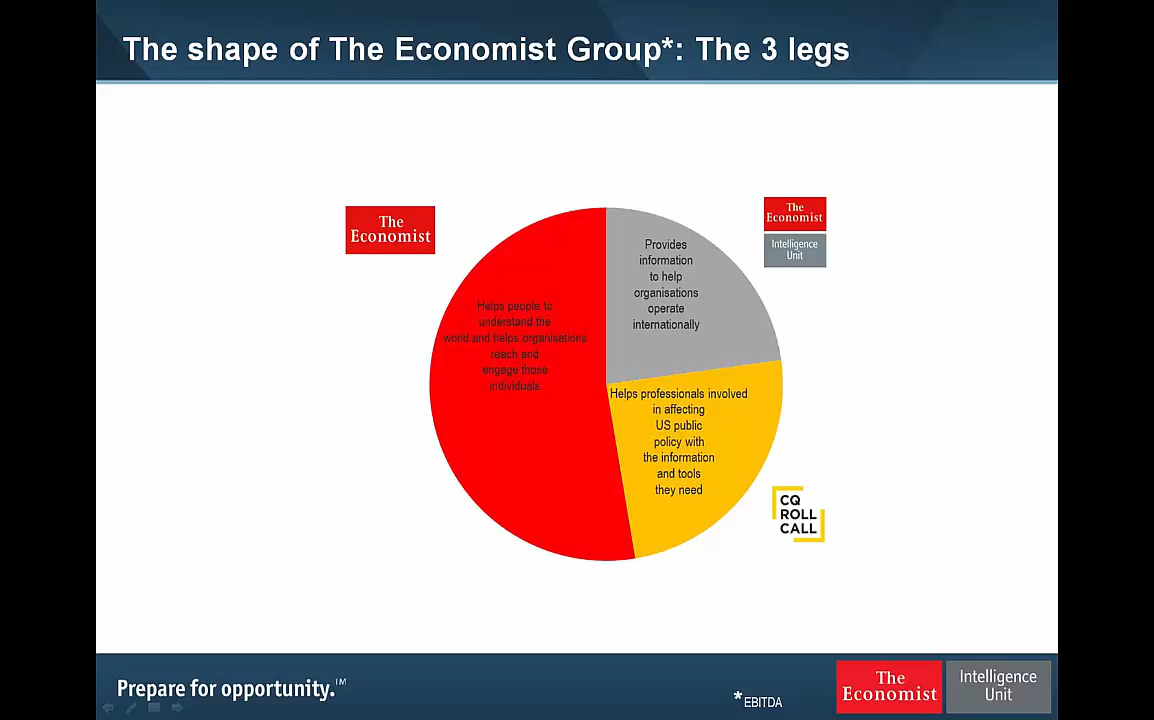 The shape of The Economist Group*: The 3 legs
The
Economist
The
Economist
Intelligence
Unit
Provides
information
to help
organisations
operate
internationally
Helps people to
understand the
world and helps organisations
reach and
engage those
individuals
Helps professionals involved
in affecting
US public
policy with
the information
and tools
they need
CQ
ROLL
CALL
Prepare for opportunity.™
*EBITDA
The
Economist
Intelligence
Unit